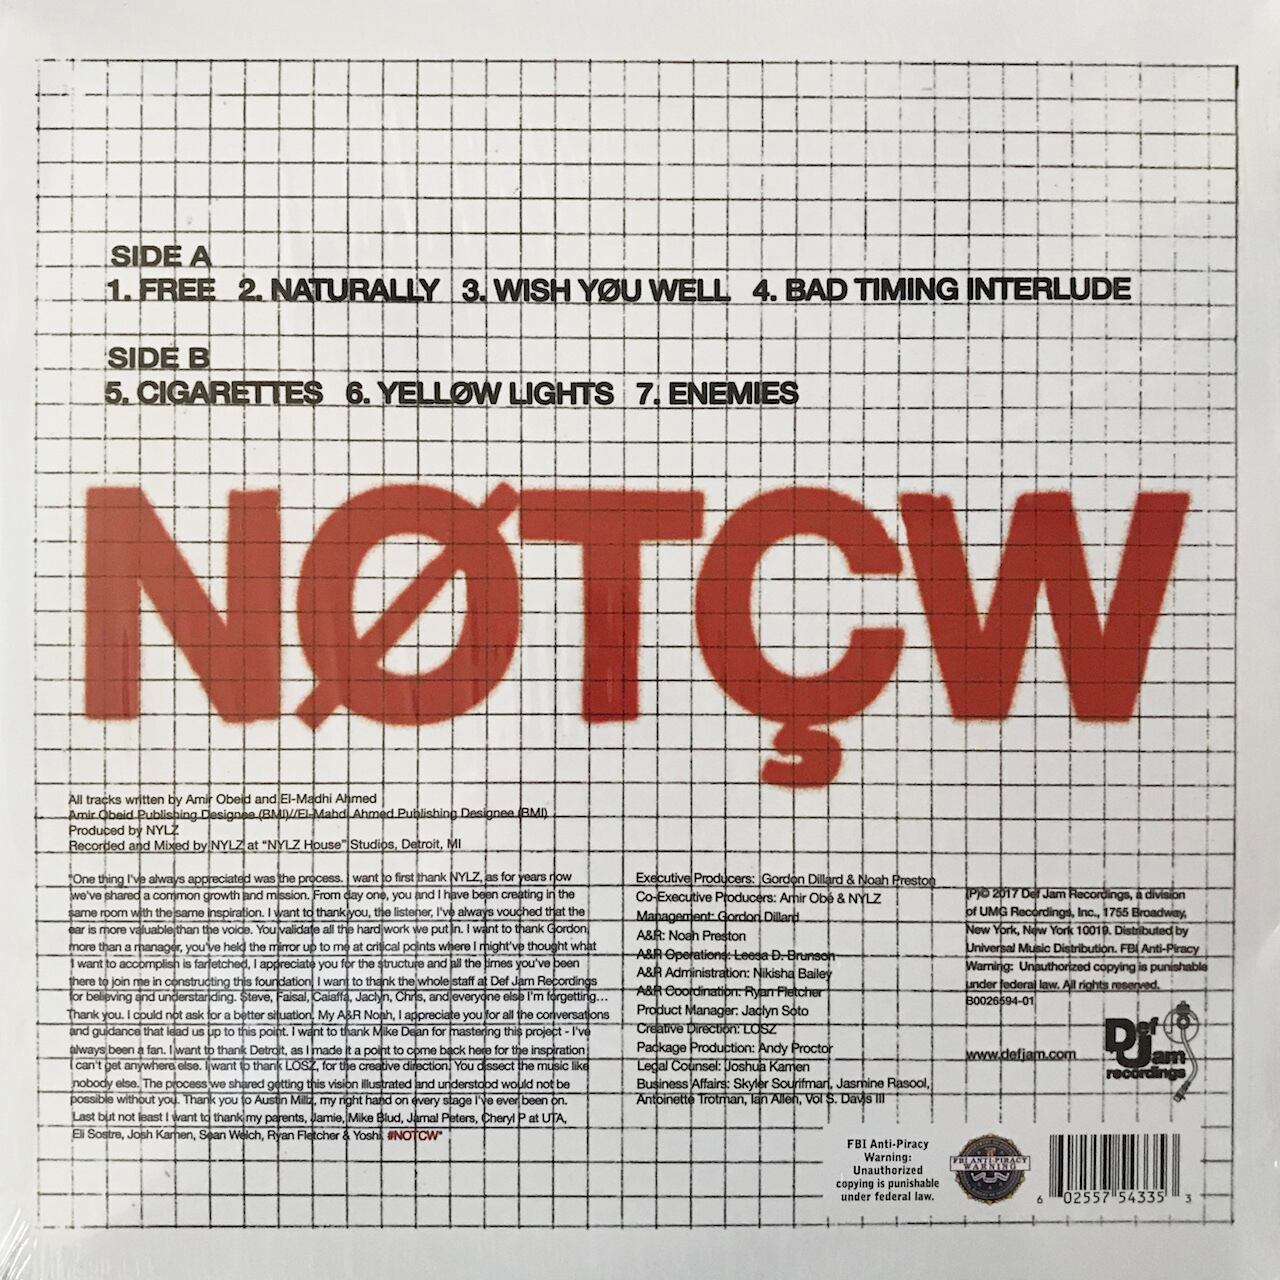 SIDE A
1. FREE 2. NATURALLY 3. WISH YØU WELL 4. BAD TIMING INTERLUDE
SIDE B
5. CIGARETTES 6. YELLØW LIGHTS 7. ENEMIES
NØTÇW
All tracks written by Amir Obeid and El-Madhi Ahmed
Amir Obeid Publishing Designee (BMI)//El-Mahdi Ahmed Publishing Designee (BMI)
Produced by NYLZ
Recorded and Mixed by NYLZ at "NYLZ House" Studios, Detroit, MI
"One thing I've always appreciated was the process. I want to first thank NYLZ, as for years now
we've shared a common growth and mission. From day one, you and I have been creating in the
same room with the same inspiration. I want to thank you, the listener, I've always vouched that the
ear is more valuable than the voice. You validate all the hard work we put in. I want to thank Gordon,
more than a manager, you've held the mirror up to me at critical points where I might've thought what
I want to accomplish is farfetched, I appreciate you for the structure and all the times you've been
there to join me in constructing this foundation. I want to thank the whole staff at Def Jam Recordings
for believing and understanding. Steve, Faisal, Caiaffa, Jaclyn, Chris, and everyone else I'm forgetting...
Thank you. I could not ask for a better situation. My A&R Noah, I appreciate you for all the conversations
and guidance that lead us up to this point. I want to thank Mike Dean for mastering this project - I've
always been a fan. I want to thank Detroit, as I made it a point to come back here for the inspiration
I can't get anywhere else. I want to thank LOSZ, for the creative direction. You dissect the music like
nobody else. The process we shared getting this vision illustrated and understood would not be
possible without you. Thank you to Austin Millz, my right hand on every stage I've ever been on.
Last but not least I want to thank my parents, Jamie, Mike Blud, Jamal Peters, Cheryl P at UTA,
Eli Sostre, Josh Kamen, Sean Welch, Ryan Fletcher & Yoshi. #NOTCW"
Executive Producers: Gordon Dillard & Noah Preston
Co-Executive Producers: Amir Obè & NYLZ
Management: Gordon Dillard
A&R: Noah Preston
A&R Operations: Leesa D. Brunson
A&R Administration: Nikisha Bailey
A&R Coordination: Ryan Fletcher
Product Manager: Jaclyn Soto
Creative Direction: LOSZ
Package Production: Andy Proctor
Legal Counsel: Joshua Kamen
Business Affairs: Skyler Sourifman, Jasmine Rasool,
Antoinette Trotman, Ian Allen, Vol S. Davis III
(P)© 2017 Def Jam Recordings, a division
of UMG Recordings, Inc., 1755 Broadway,
New York, New York 10019. Distributed by
Universal Music Distribution. FBI Anti-Piracy
Warning: Unauthorized copying is punishable
under federal law. All rights reserved.
B0026594-01
www.defjam.com
Def
Jam
recordings
FBI Anti-Piracy
Warning:
Unauthorized
copying is punishable
under federal law.
FBI ANTI-PIRACY
WARNING
6 02557 54335 3